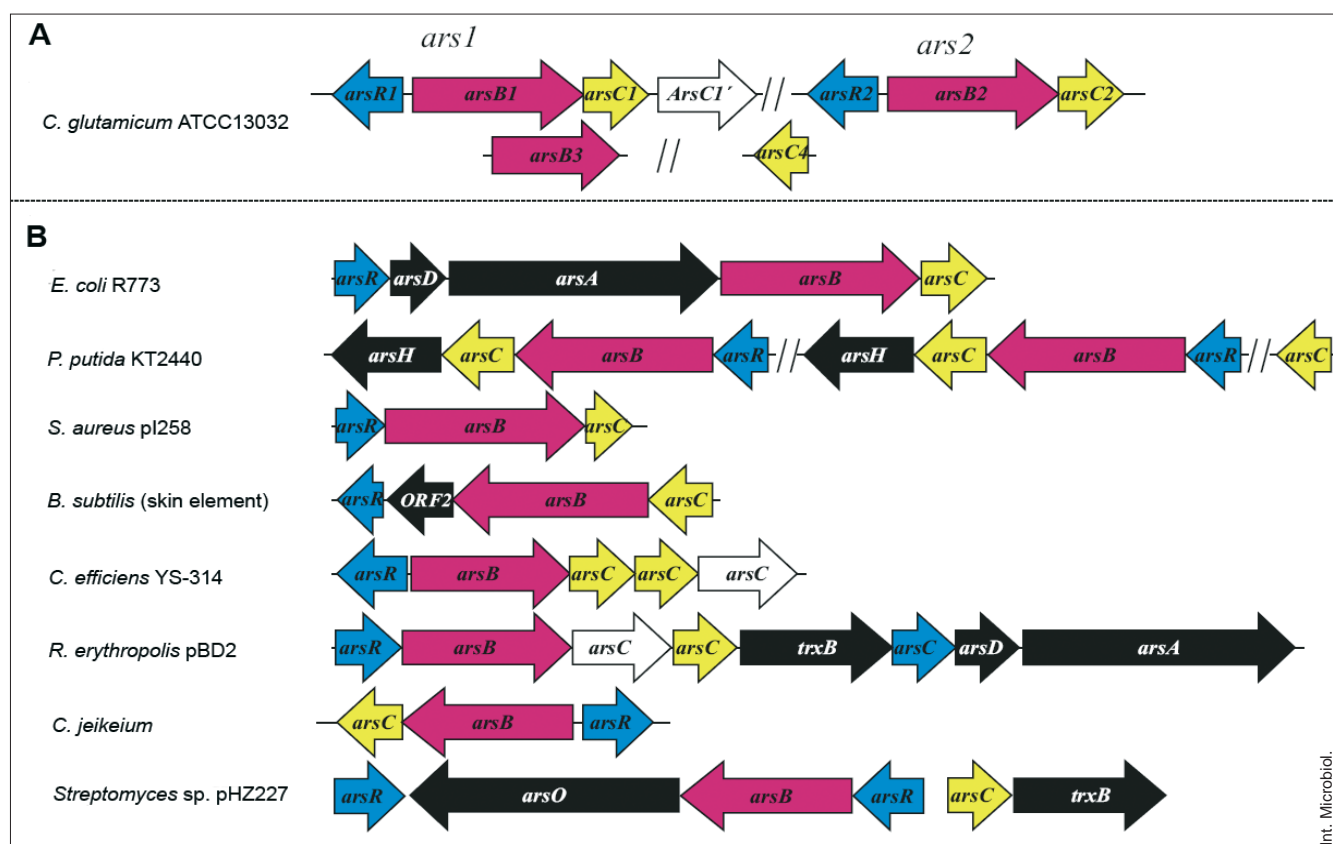 A
ars1 ars2
C. glutamicum ATCC13032 arsR1 arsB1 arsC1 ArsC1´ // arsR2 arsB2 arsC2
arsB3 // arsC4
B
E. coli R773 arsR arsD arsA arsB arsC
P. putida KT2440 arsH arsC arsB arsR // arsH arsC arsB arsR // arsC
S. aureus pI258 arsR arsB arsC
B. subtilis (skin element) arsR ORF2 arsB arsC
C. efficiens YS-314 arsR arsB arsC arsC arsC
R. erythropolis pBD2 arsR arsB arsC arsC trxB arsC arsD arsA
C. jeikeium arsC arsB arsR
Streptomyces sp. pHZ227 arsR arsO arsB arsR arsC trxB
Int. Microbiol.